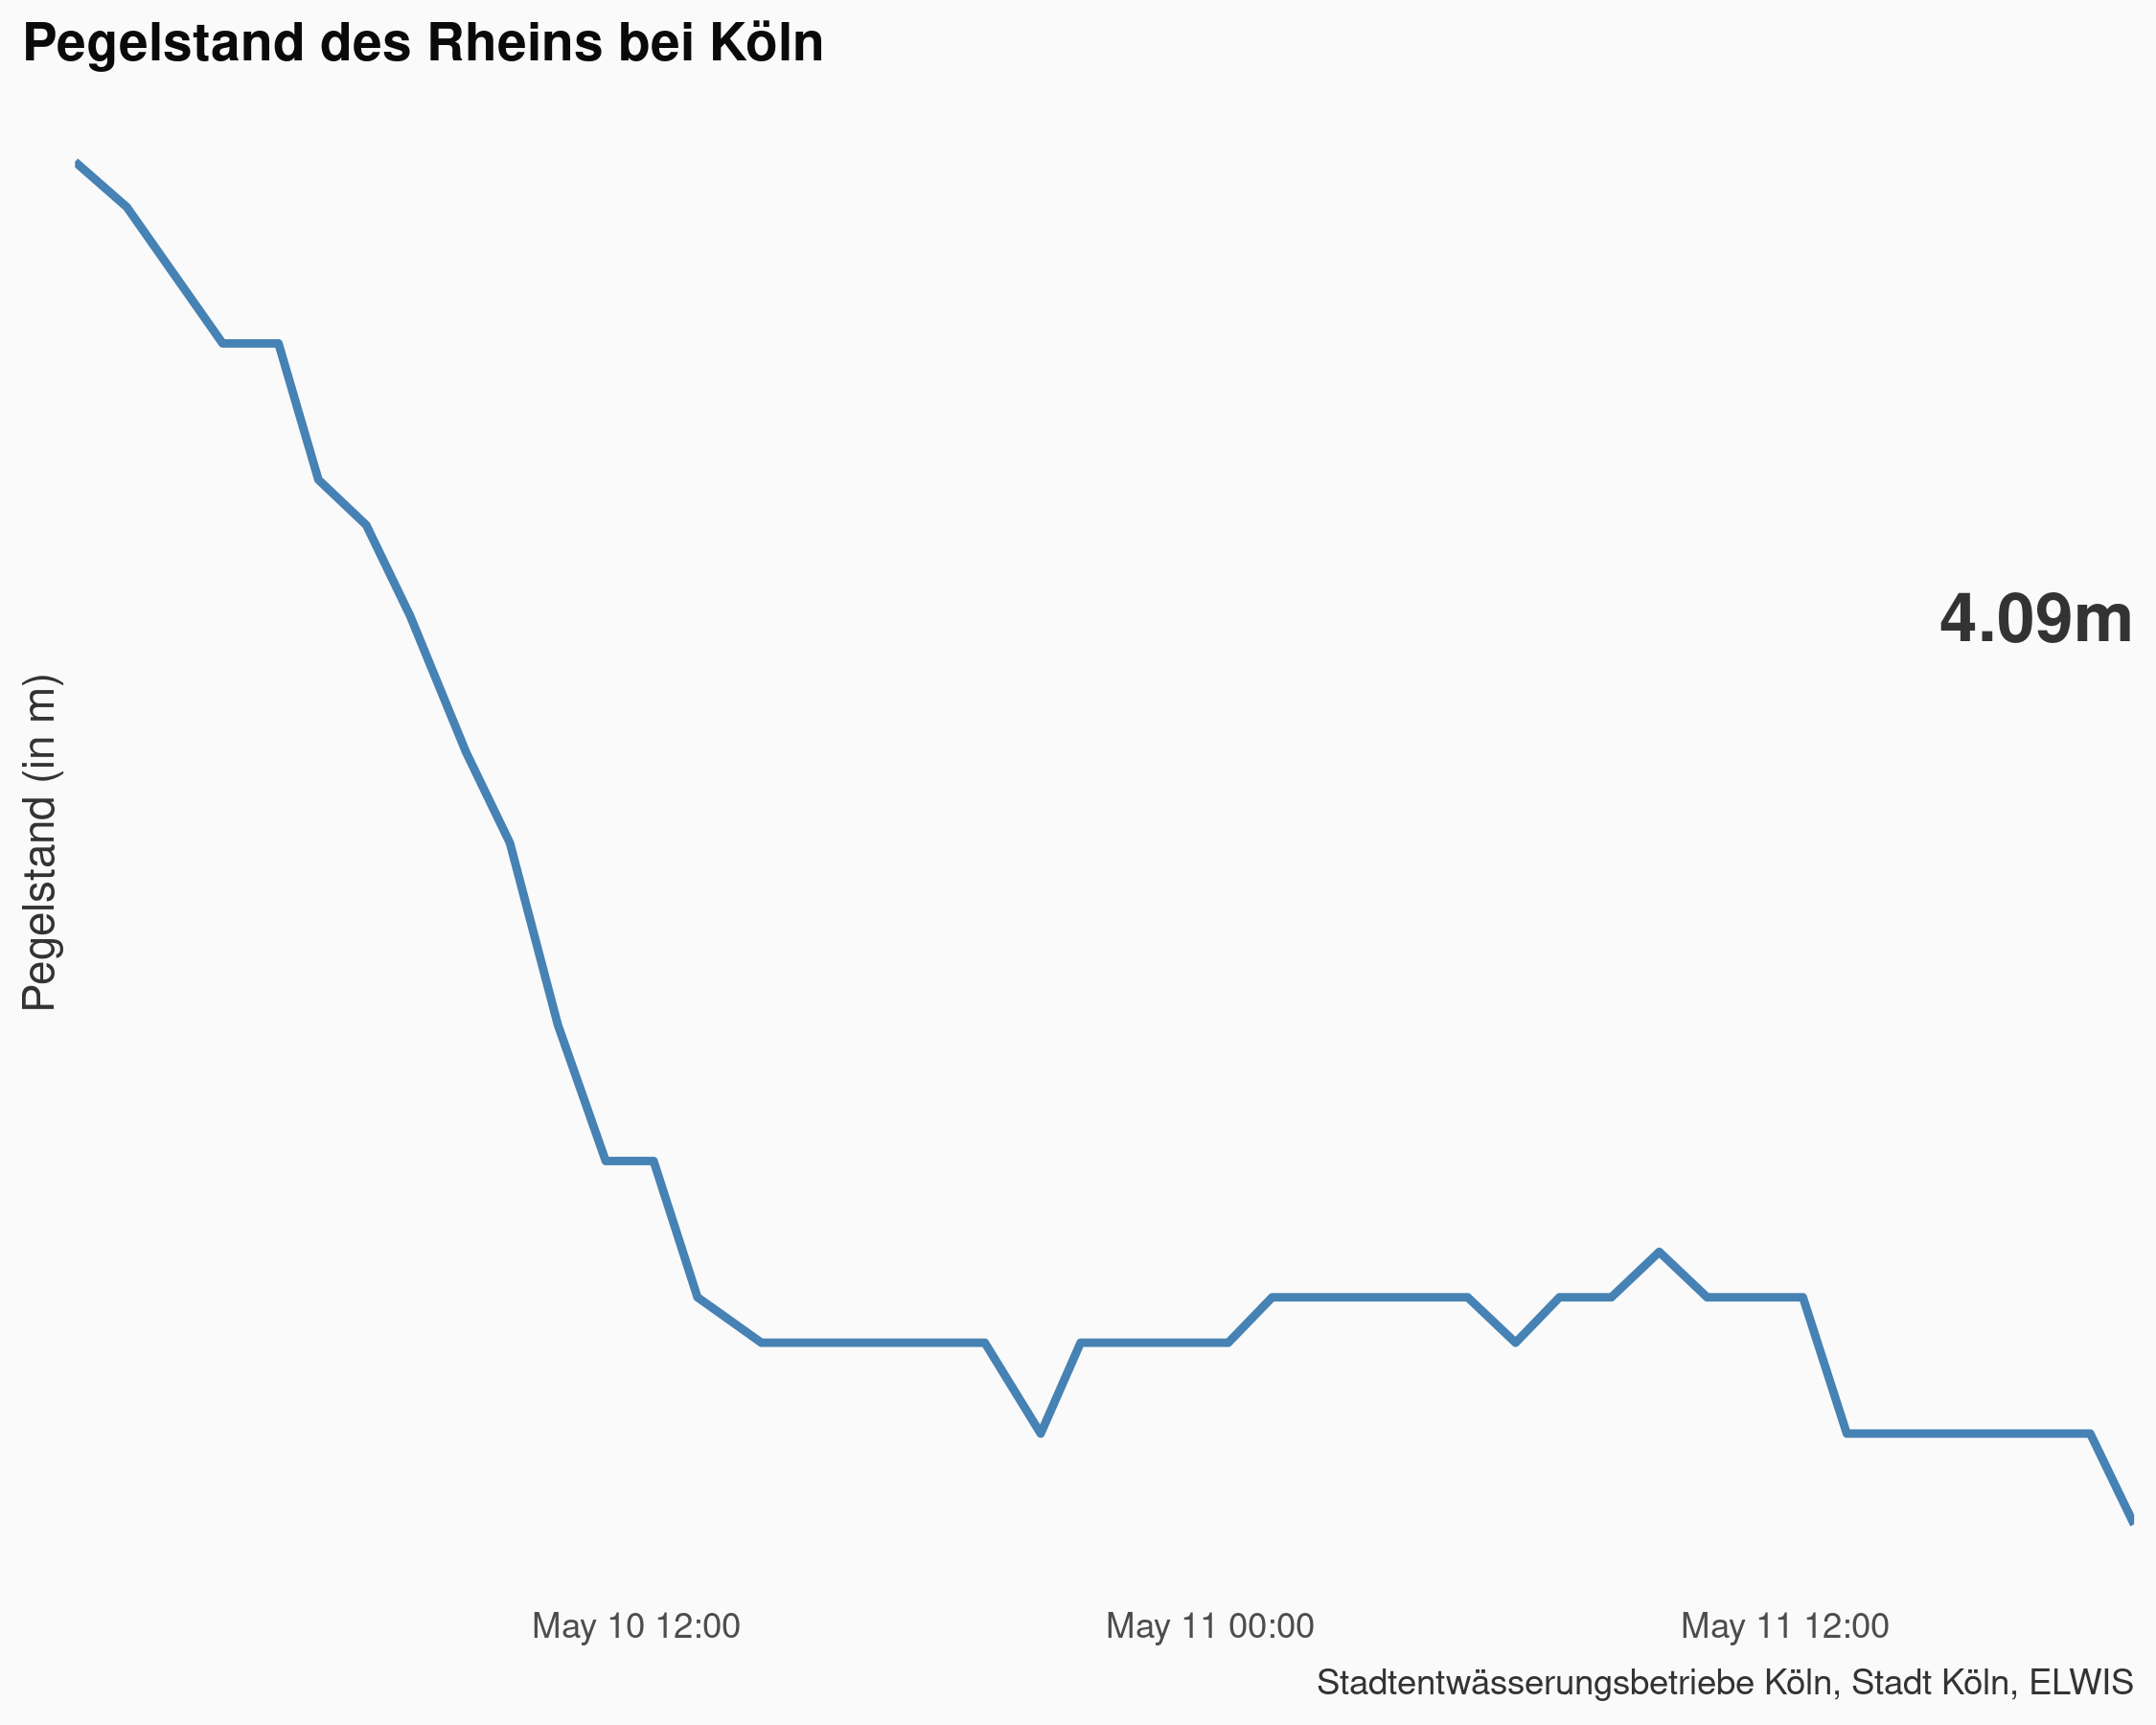 Pegelstand des Rheins bei Köln
4.09m
Pegelstand (in m)
May 10 12:00
May 11 00:00
May 11 12:00
Stadtentwässerungsbetriebe Köln, Stadt Köln, ELWIS